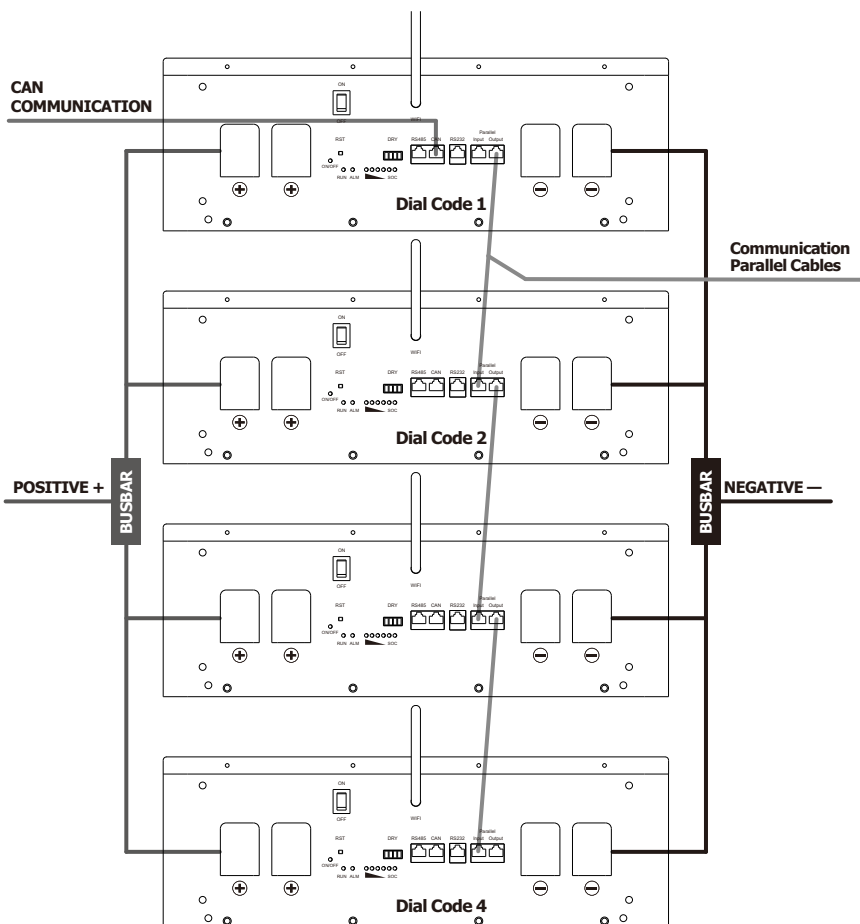 CAN
COMMUNICATION
ON
OFF
WIFI
RST
DRY
RS485 CAN RS232
Parallel
Input Output
ON/OFF
RUN ALM SOC
Dial Code 1
Communication
Parallel Cables
ON
OFF
WIFI
RST
DRY
RS485 CAN RS232
Parallel
Input Output
ON/OFF
RUN ALM SOC
Dial Code 2
POSITIVE +
BUSBAR
BUSBAR
NEGATIVE —
ON
OFF
WIFI
RST
DRY
RS485 CAN RS232
Parallel
Input Output
ON/OFF
RUN ALM SOC
ON
OFF
WIFI
RST
DRY
RS485 CAN RS232
Parallel
Input Output
ON/OFF
RUN ALM SOC
Dial Code 4